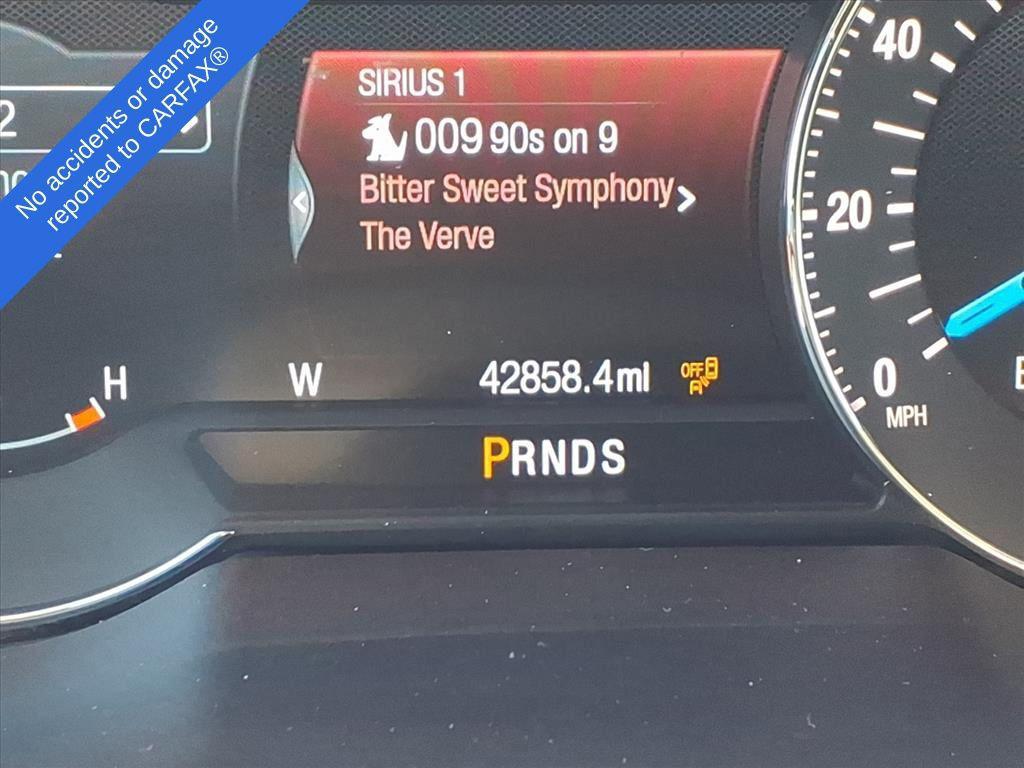 No accidents or damage
reported to CARFAX®
2
SIRIUS 1
009 90s on 9
Bitter Sweet Symphony
The Verve
H
W
42858.4mi
OFF
A
PRNDS
40
20
0
MPH